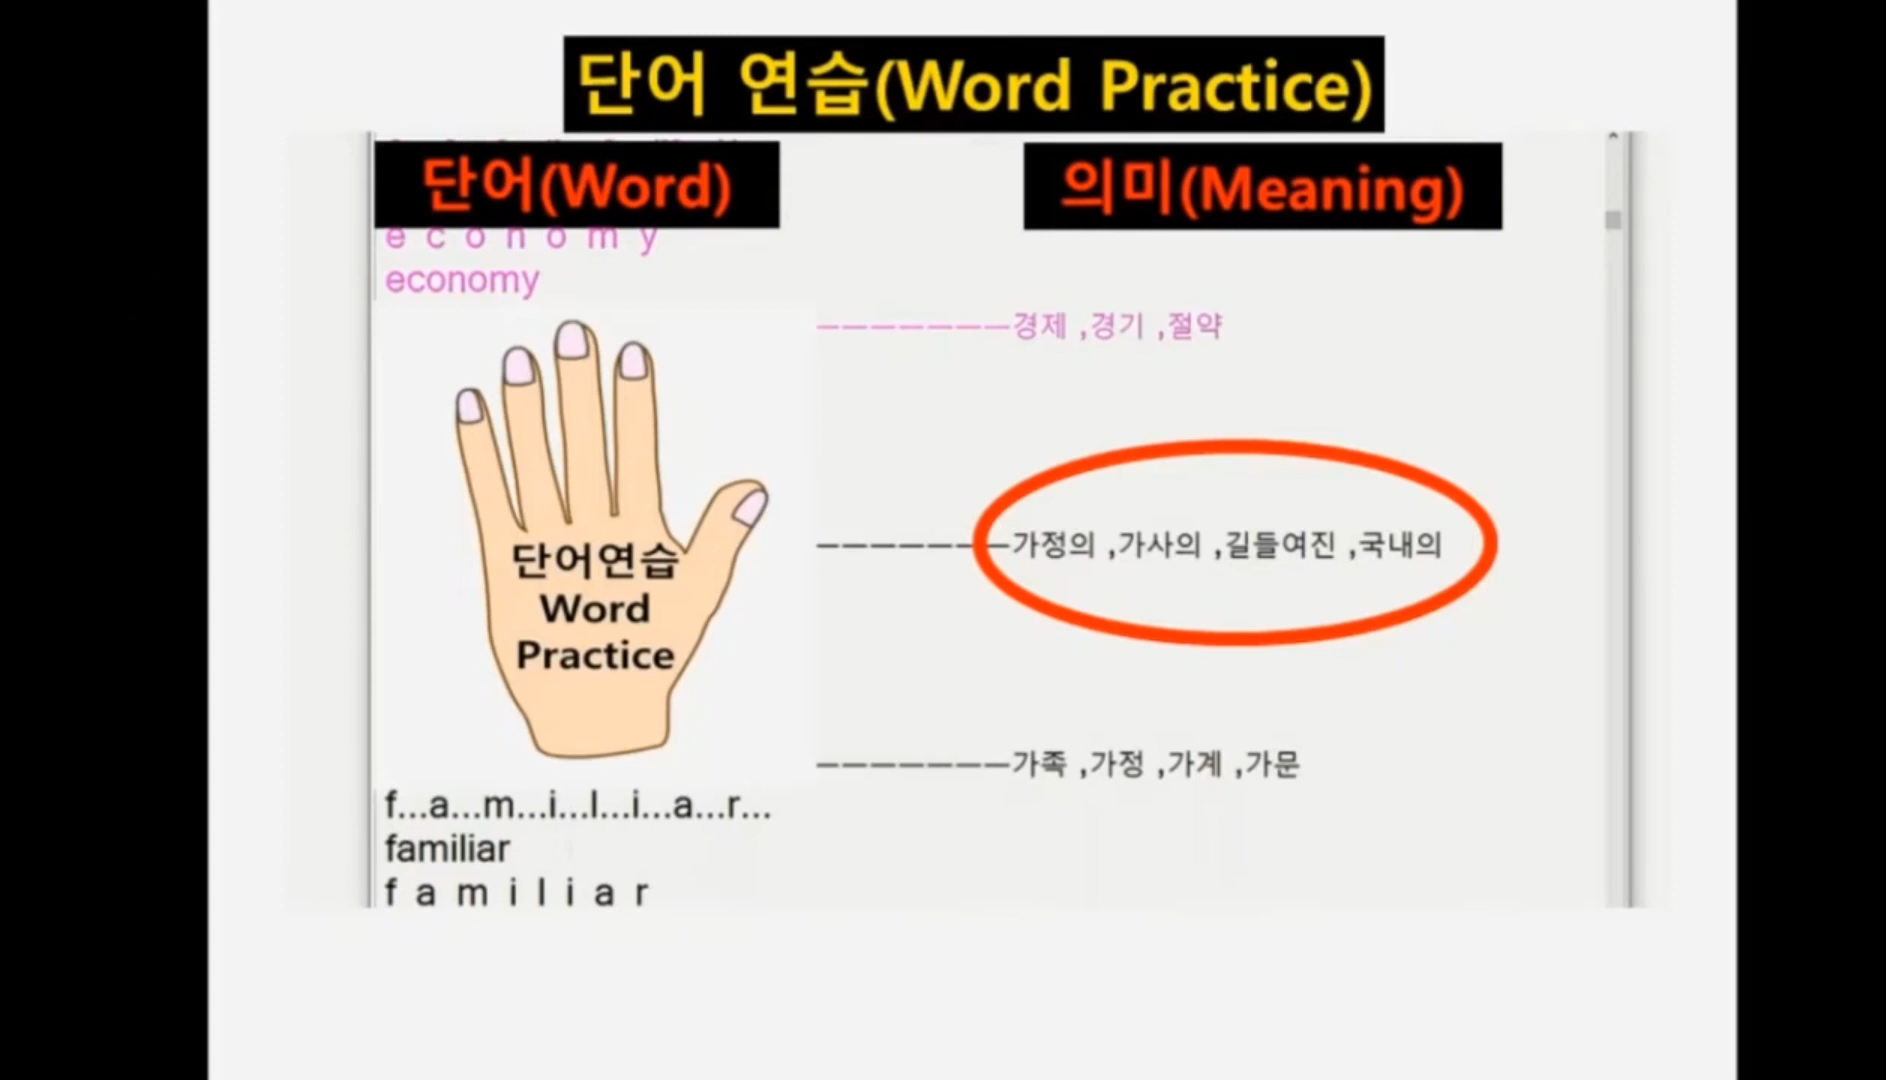 단어 연습(Word Practice)
단어(Word)
의미(Meaning)
e c o n o m y
economy
———————경제 ,경기 ,절약
단어연습
Word
Practice
———————가정의 ,가사의 ,길들여진 ,국내의
———————가족 ,가정 ,가계 ,가문
f...a...m...i...l...i...a...r...
familiar
f a m i l i a r